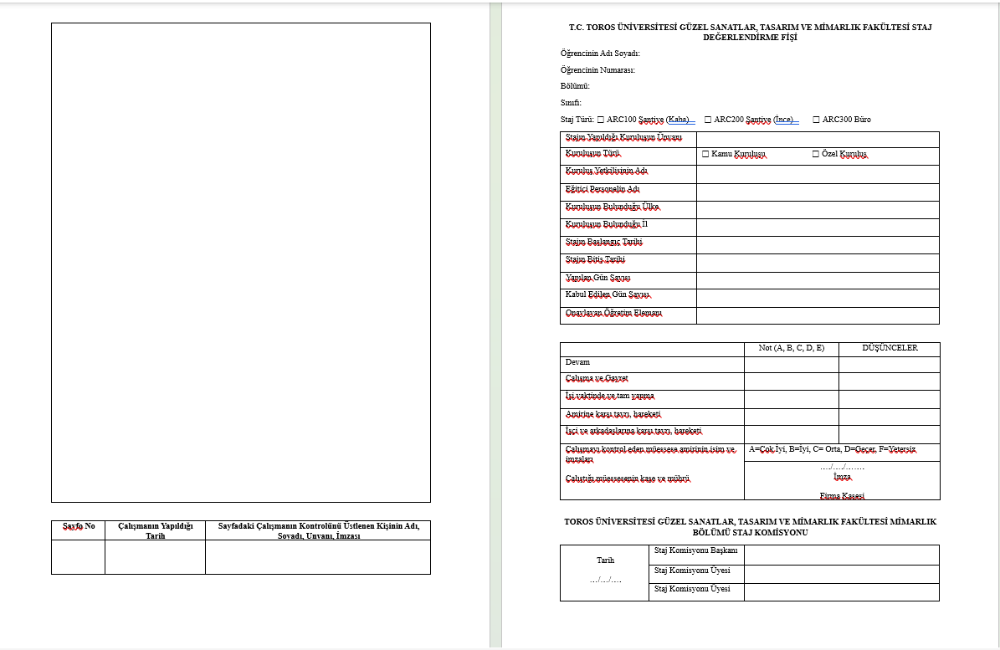 Sayfo No
Çalışmanın Yapıldığı
Tarih
Sayfadaki Çalışmanın Kontrolünü Üstlenen Kişinin Adı,
Soyadı, Unvanı, İmzası
T.C. TOROS ÜNİVERSİTESİ GÜZEL SANATLAR, TASARIM VE MİMARLIK FAKÜLTESİ STAJ
DEĞERLENDİRME FİŞİ
Öğrencinin Adı Soyadı:
Öğrencinin Numarası:
Bölümü:
Sınıfı:
Staj Türü: ☐ ARC100 Şantiye (Kaba) ☐ ARC200 Şantiye (İnce) ☐ ARC300 Büro
Stajın Yapıldığı Kuruluşun Ünvanı
Kuruluşun Türü ☐ Kamu Kuruluşu ☐ Özel Kuruluş
Kuruluş Yetkilisinin Adı
Eğitici Personelin Adı
Kuruluşun Bulunduğu Ülke
Kuruluşun Bulunduğu İl
Stajın Başlangıç Tarihi
Stajın Bitiş Tarihi
Yapılan Gün Sayısı
Kabul Edilen Gün Sayısı
Onaylayan Öğretim Elemanı
Not (A, B, C, D, E) DÜŞÜNCELER
Devam
Çalışma ve Gayret
İşi vaktinde ve tam yapma
Amirine karşı tavrı, hareketi
İşçi ve arkadaşlarına karşı tavrı, hareketi
Çalışmayı kontrol eden müessese amirinin isim ve
imzaları
Çalıştığı müessesenin kaşe ve mührü
A=Çok İyi, B=İyi, C= Orta, D=Geçer, F=Yetersiz
…./…/…….
İmza
Firma Kaşesi
TOROS ÜNİVERSİTESİ GÜZEL SANATLAR, TASARIM VE MİMARLIK FAKÜLTESİ MİMARLIK
BÖLÜMÜ STAJ KOMİSYONU
Tarih
…/…/….
Staj Komisyonu Başkanı
Staj Komisyonu Üyesi
Staj Komisyonu Üyesi